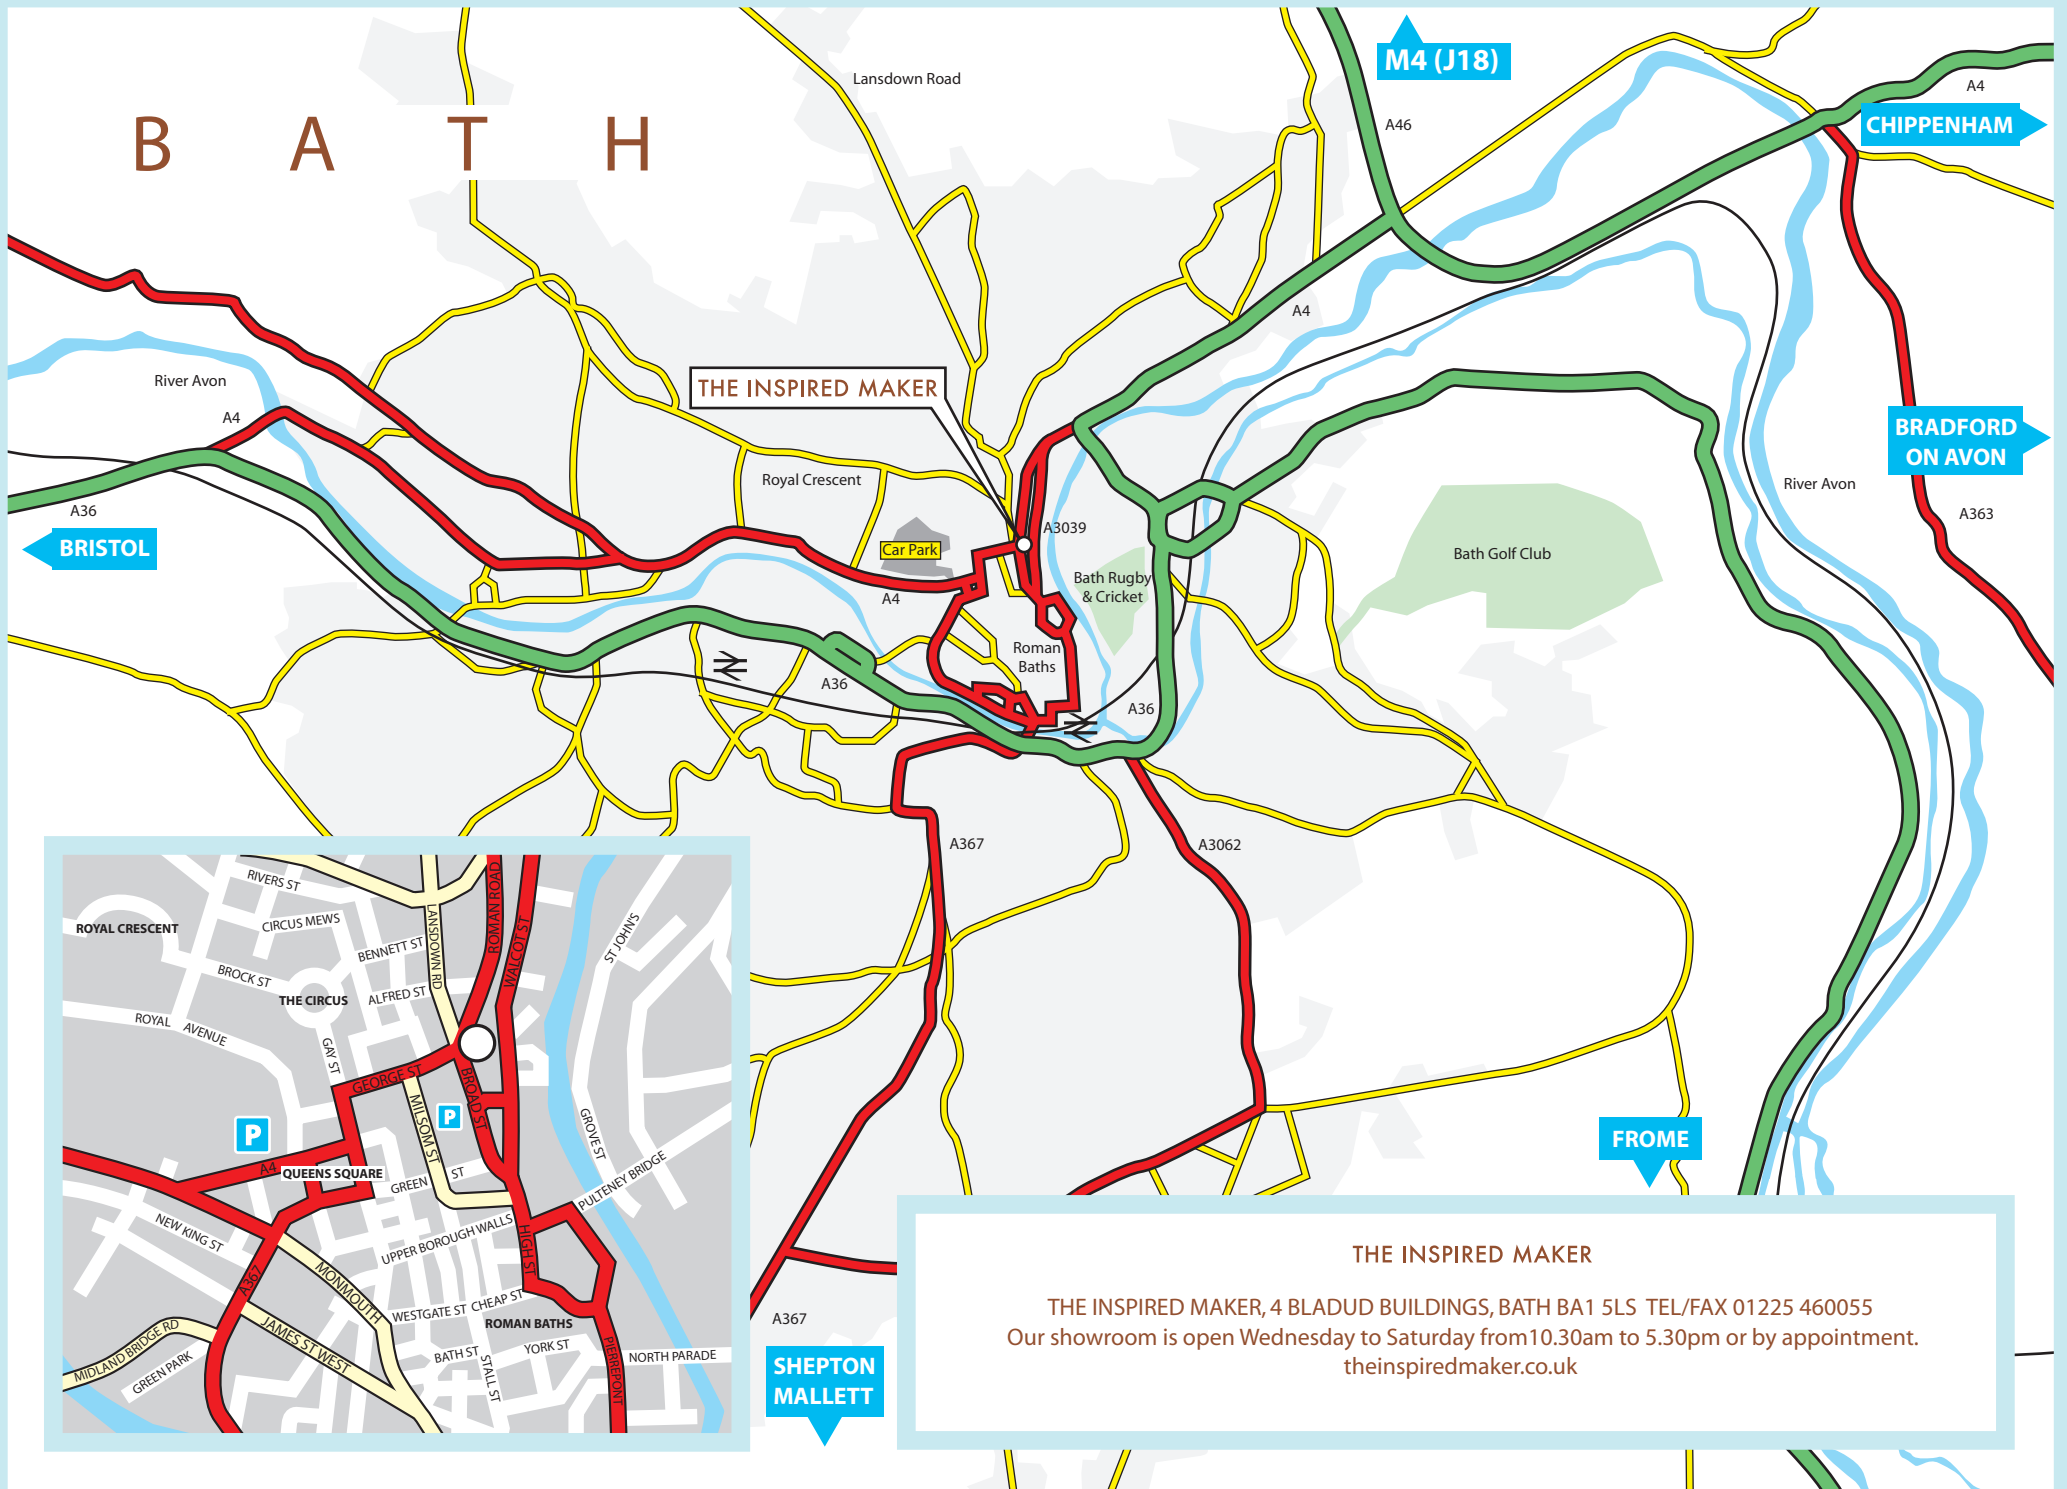 M4 (J18)
Lansdown Road
A4
B A T H
A46
CHIPPENHAM
A4
River Avon
THE INSPIRED MAKER
A4
BRADFORD
ON AVON
Royal Crescent
River Avon
A36
A363
A3039
BRISTOL
Car Park
Bath Golf Club
Bath Rugby
& Cricket
A4
Roman
Baths
A36
A36
A367
A3062
RIVERS ST
ROMAN ROAD
LANSDOWN RD
WALCOT ST
ST JOHN'S
ROYAL CRESCENT
CIRCUS MEWS
BENNETT ST
BROCK ST
THE CIRCUS
ALFRED ST
ROYAL AVENUE
GAY ST
GEORGE ST
BROAD ST
MILSOM ST
P
P
GROVE ST
A4
QUEENS SQUARE
GREEN ST
PULTENEY BRIDGE
NEW KING ST
UPPER BOROUGH WALLS
HIGH ST
A367
MONMOUTH
WESTGATE ST
CHEAP ST
ROMAN BATHS
MIDLAND BRIDGE RD
JAMES ST WEST
GREEN PARK
BATH ST
STALL ST
YORK ST
PIERREPONT
NORTH PARADE
FROME
A367
SHEPTON
MALLETT
THE INSPIRED MAKER
THE INSPIRED MAKER, 4 BLADUD BUILDINGS, BATH BA1 5LS TEL/FAX 01225 460055
Our showroom is open Wednesday to Saturday from10.30am to 5.30pm or by appointment.
theinspiredmaker.co.uk